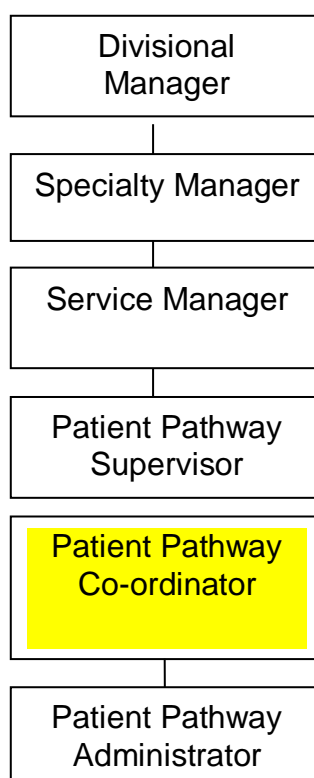 Divisional
Manager
Specialty Manager
Service Manager
Patient Pathway
Supervisor
Patient Pathway
Co-ordinator
Patient Pathway
Administrator